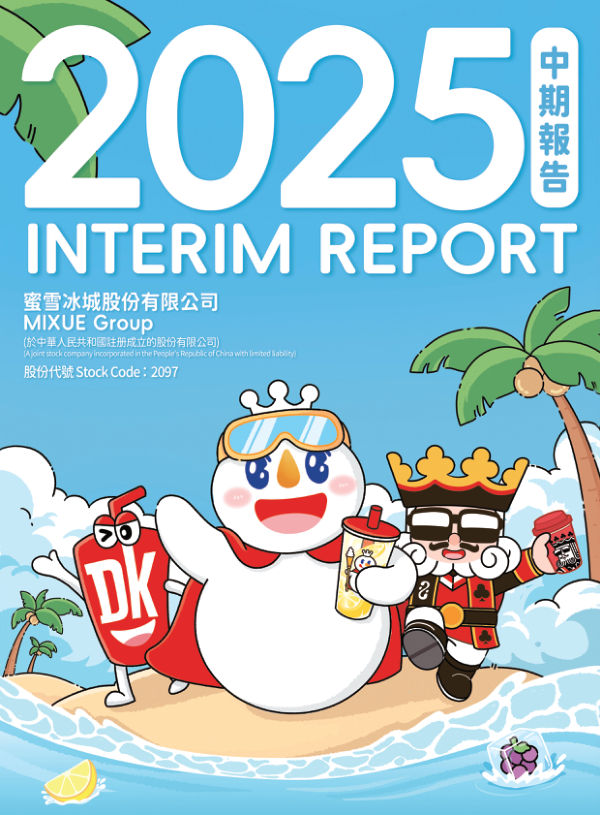 2025
中期報告
INTERIM REPORT
蜜雪冰城股份有限公司
MIXUE Group
(於中華人民共和國註册成立的股份有限公司)
(A joint stock company incorporated in the People's Republic of China with limited liability)
股份代號 Stock Code：2097
DK